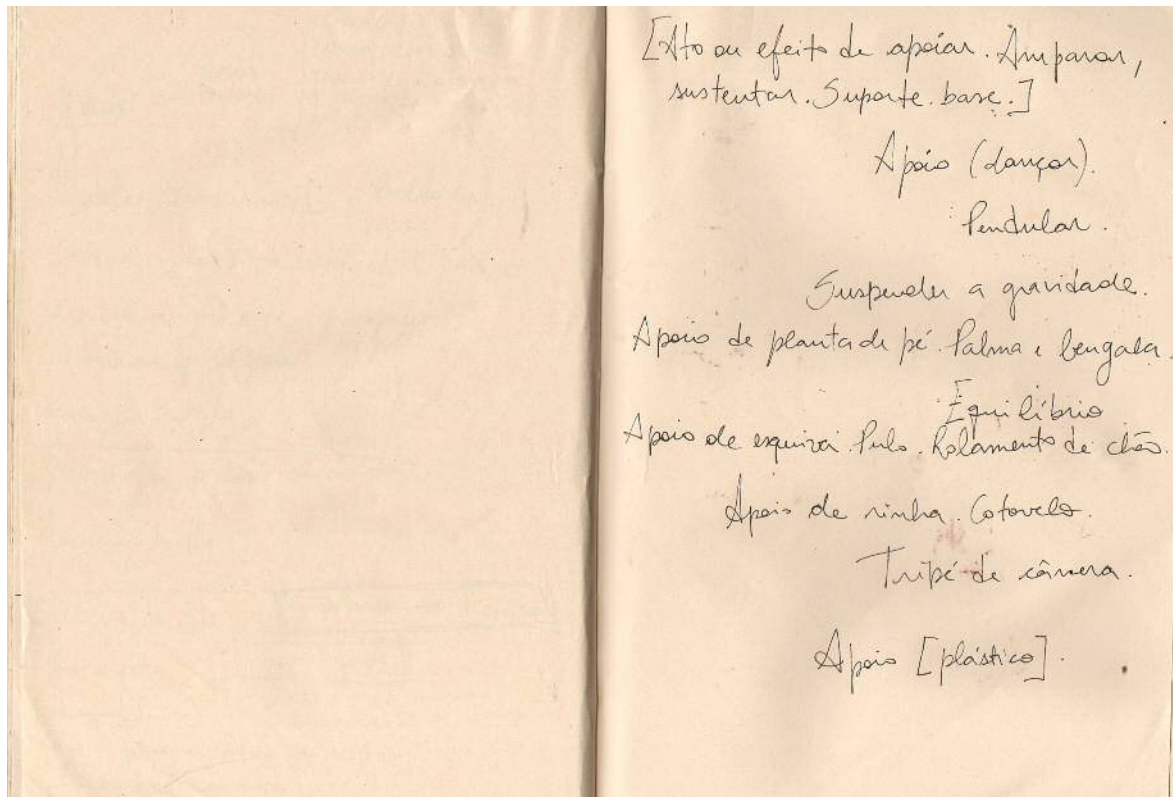 [Ato ou efeito de apoiar. Amparar,
sustentar. Suporte. base.]
Apoio (dançar).
Pendular.
Suspender a gravidade.
Apoio de planta de pé. Palma e bengala.
Equilíbrio
Apoio de esquiva. Pulo. Rolamento de chão.
Apoio de rinha. Cotovelo.
Tripé de câmera.
Apoio [plástico].